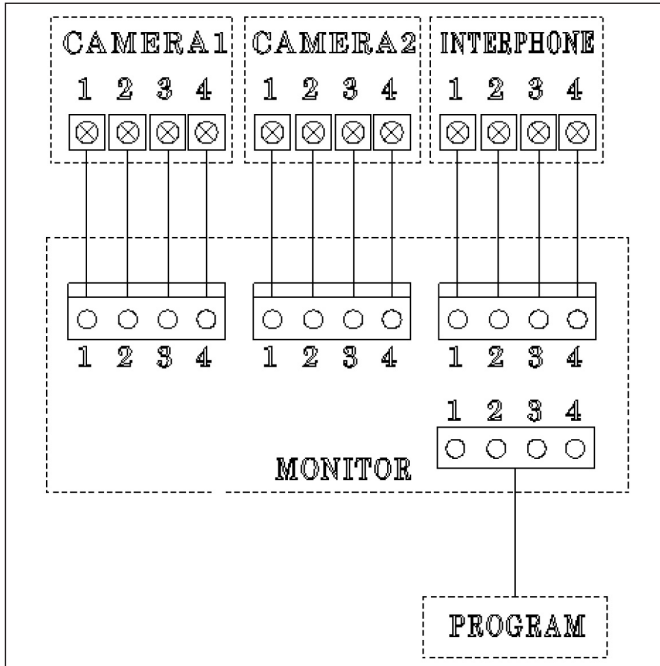 CAMERA1 CAMERA2 INTERPHONE
1 2 3 4 1 2 3 4 1 2 3 4
1 2 3 4 1 2 3 4 1 2 3 4
1 2 3 4
MONITOR
PROGRAM